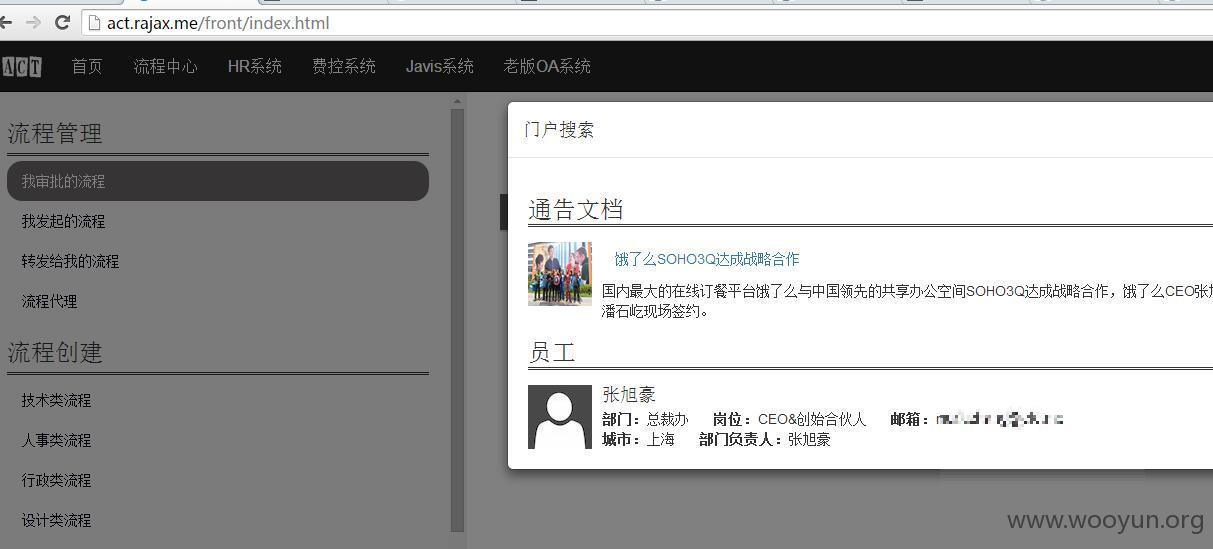 act.rajax.me/front/index.html
ACT 首页 流程中心 HR系统 费控系统 Javis系统 老版OA系统
流程管理
我审批的流程
我发起的流程
转发给我的流程
流程代理
流程创建
技术类流程
人事类流程
行政类流程
设计类流程
门户搜索
通告文档
饿了么SOHO3Q达成战略合作
国内最大的在线订餐平台饿了么与中国领先的共享办公空间SOHO3Q达成战略合作，饿了么CEO张旭
潘石屹现场签约。
员工
张旭豪
部门：总裁办 岗位：CEO&创始合伙人 邮箱：
城市：上海 部门负责人：张旭豪
www.wooyun.org